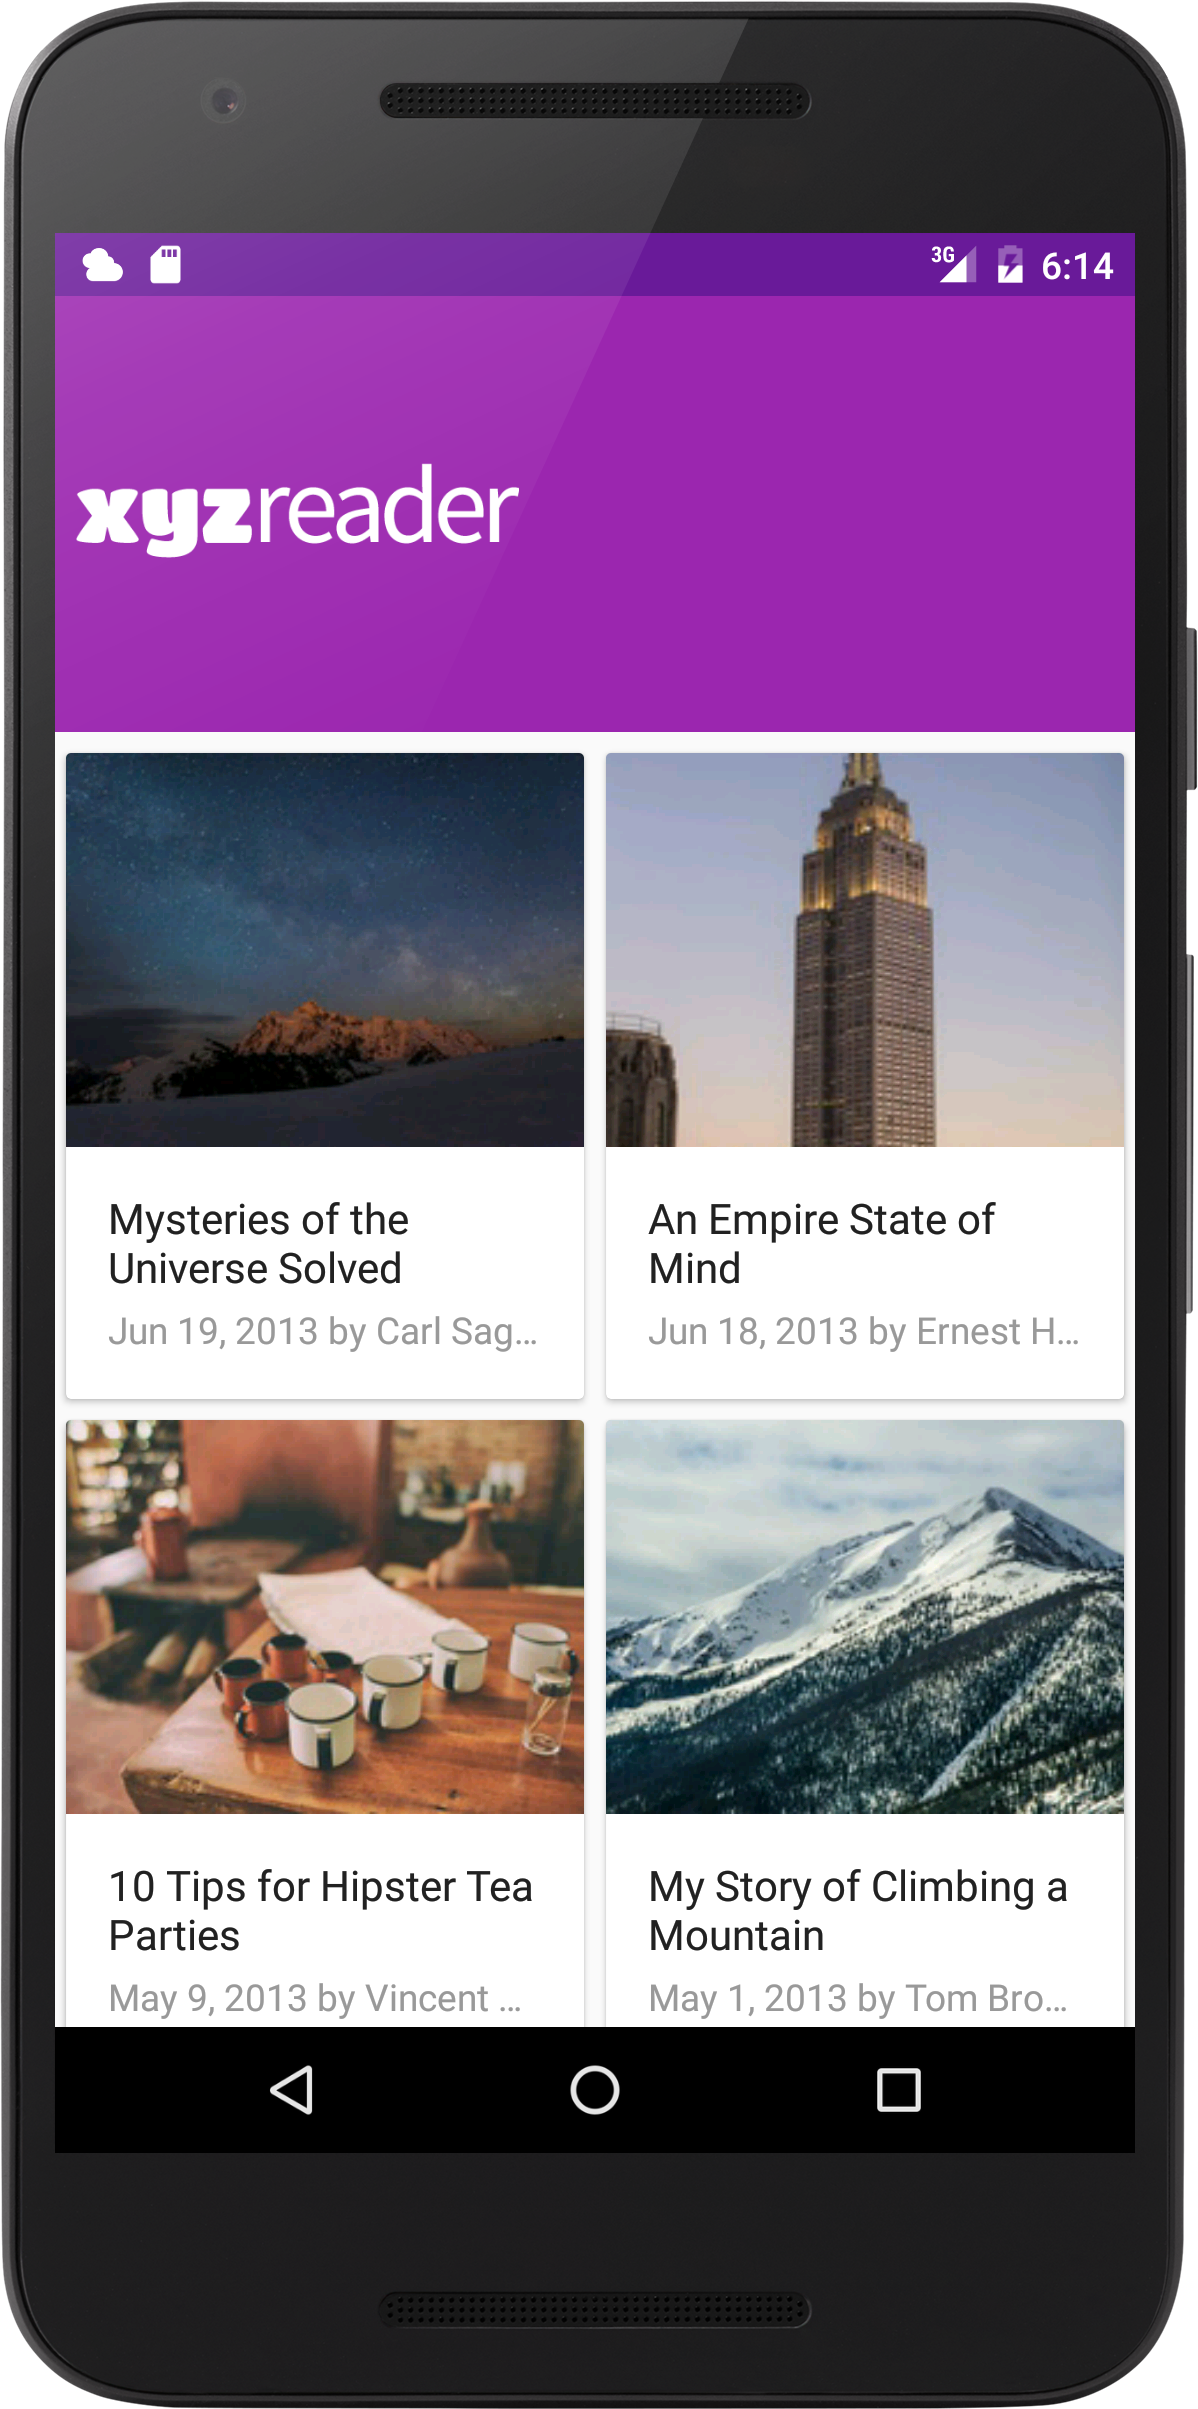 3G 6:14
xyzreader
Mysteries of the
Universe Solved
Jun 19, 2013 by Carl Sag...
An Empire State of
Mind
Jun 18, 2013 by Ernest H...
10 Tips for Hipster Tea
Parties
May 9, 2013 by Vincent ...
My Story of Climbing a
Mountain
May 1, 2013 by Tom Bro...